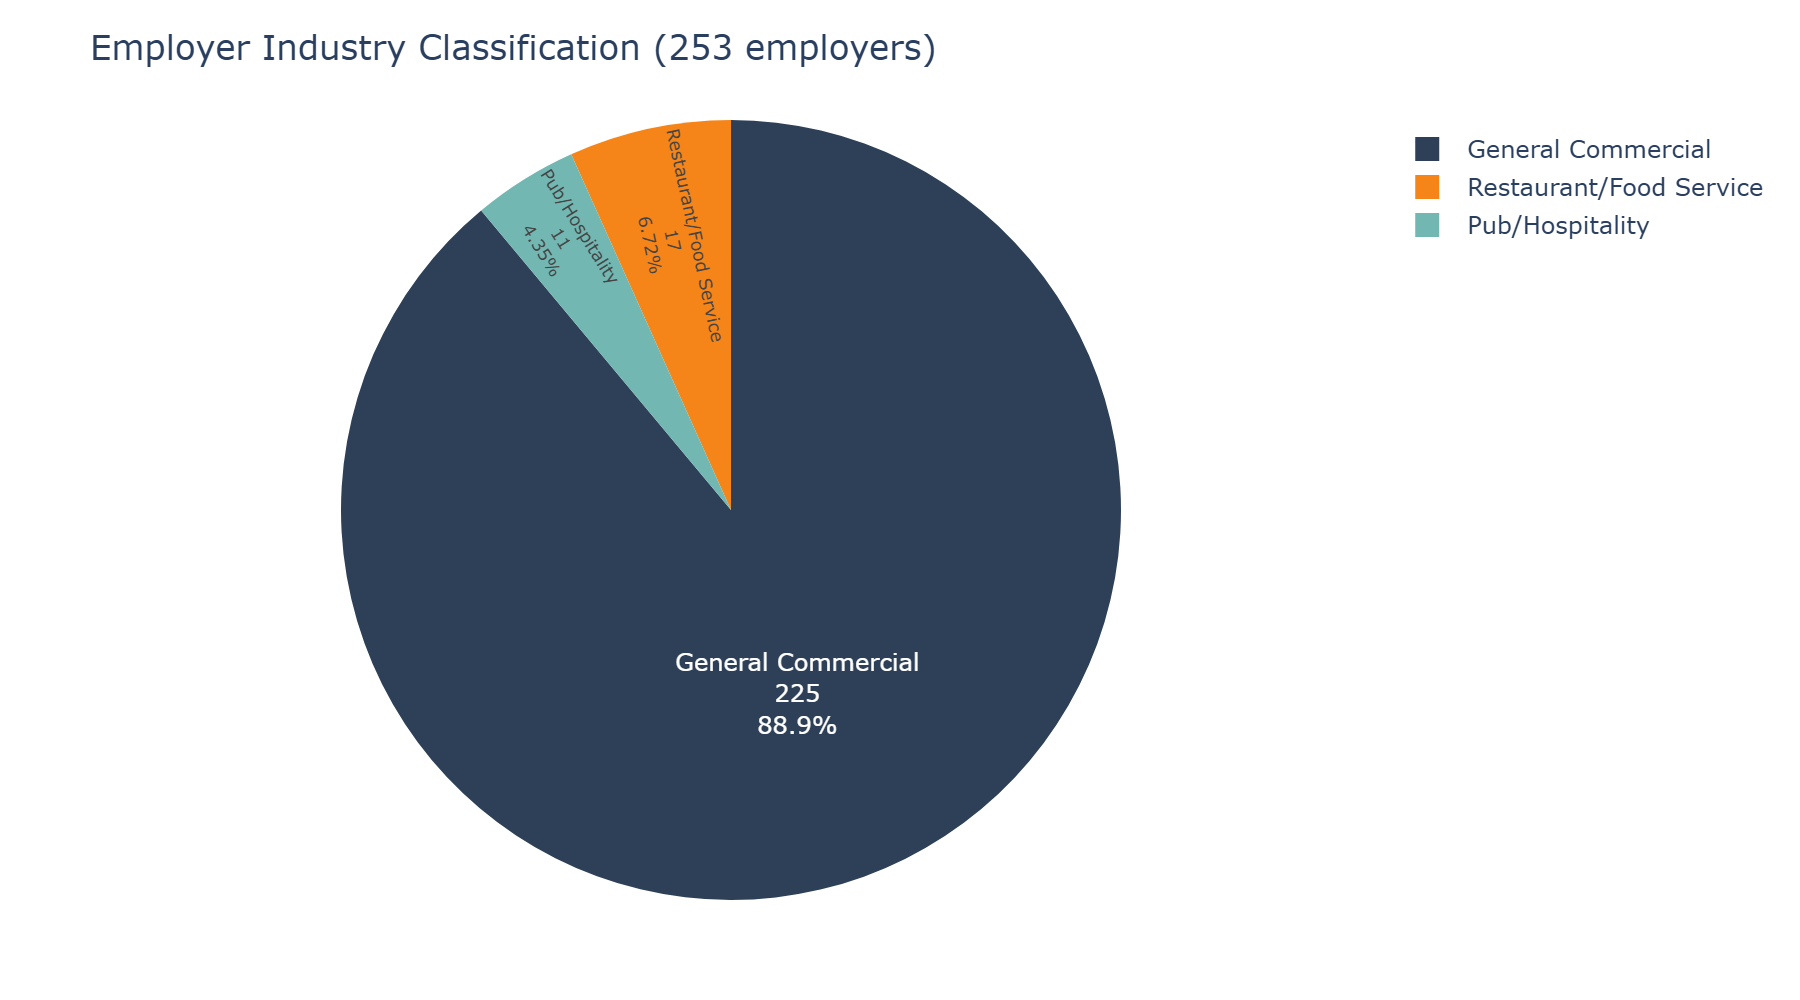 Employer Industry Classification (253 employers)
General Commercial
Restaurant/Food Service
Pub/Hospitality
Restaurant/Food Service
17
6.72%
Pub/Hospitality
11
4.35%
General Commercial
225
88.9%